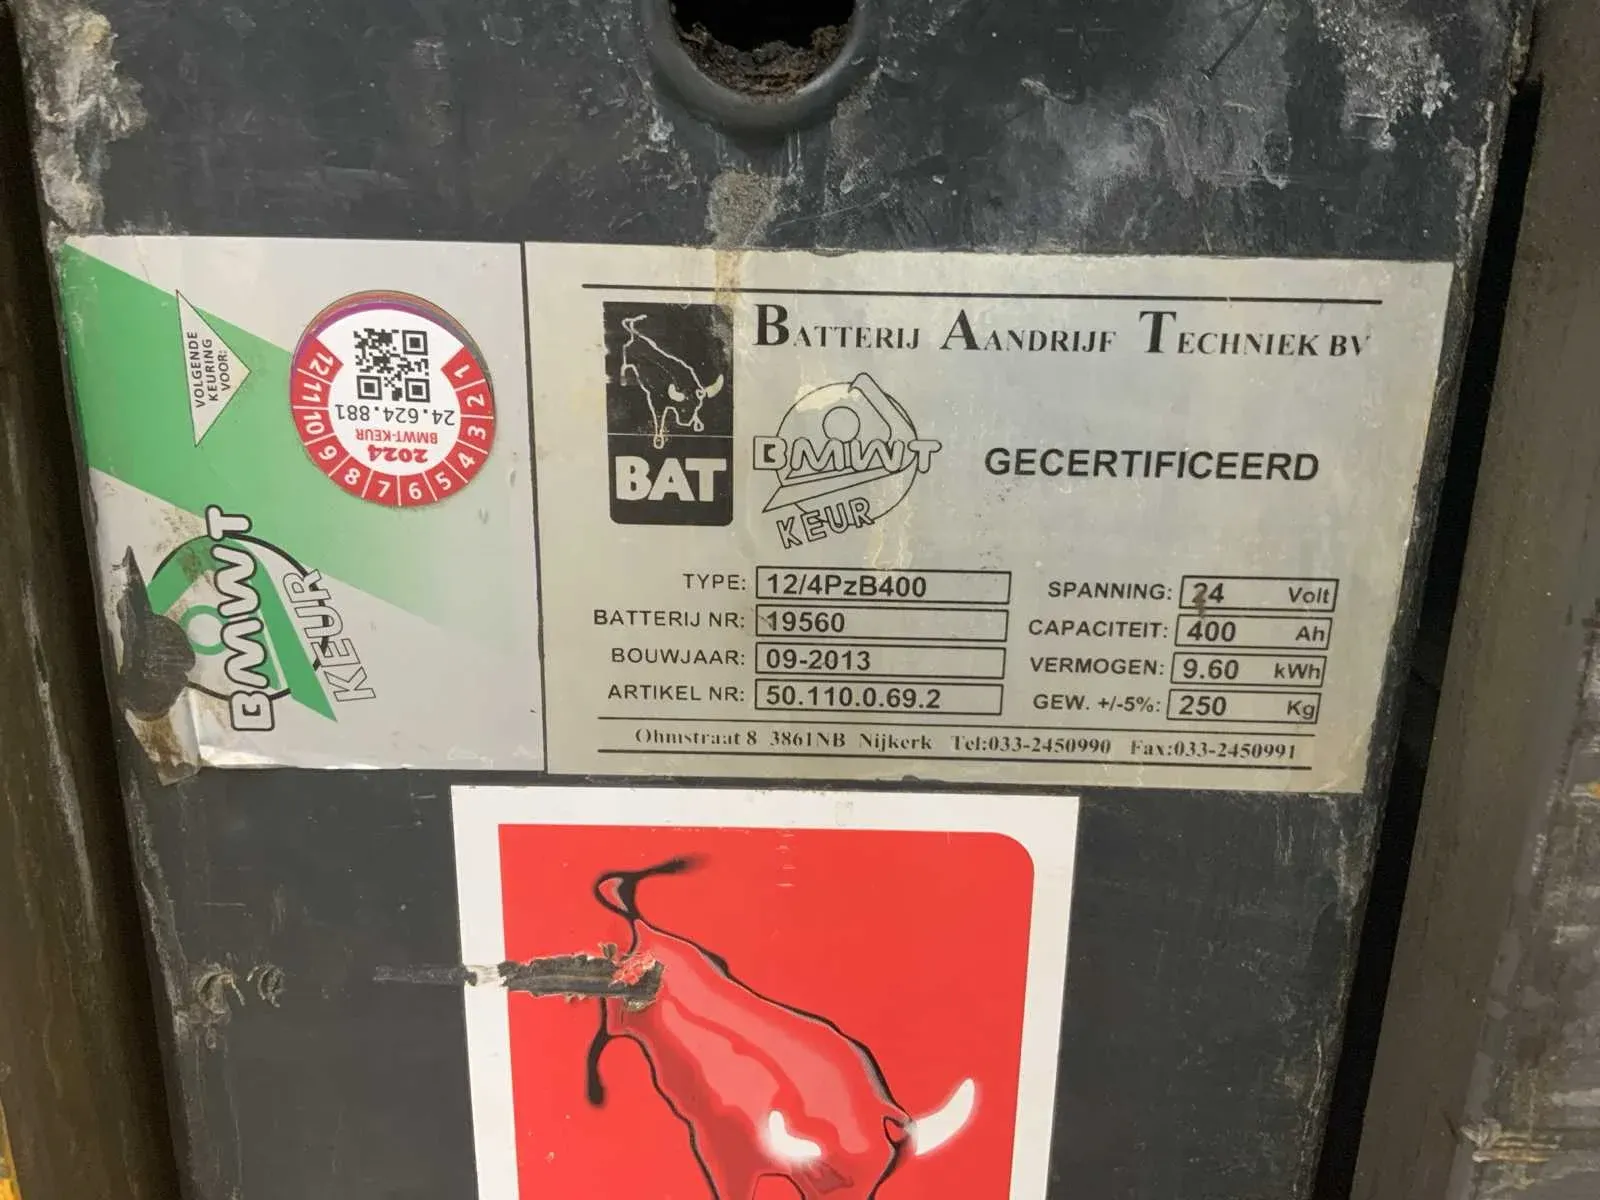 VOLGENDE
KEURING
VOOR:
1 2 3 4 5 6 7 8 9 10 11 12
24.624.881
BMWT-KEUR
2024
BMWT
KEUR
BATTERIJ AANDRIJF TECHNIEK BV
BAT
BMWT
KEUR
GECERTIFICEERD
TYPE: 12/4PzB400
SPANNING: 24 Volt
BATTERIJ NR: 19560
CAPACITEIT: 400 Ah
BOUWJAAR: 09-2013
VERMOGEN: 9.60 kWh
ARTIKEL NR: 50.110.0.69.2
GEW. +/-5%: 250 Kg
Ohmstraat 8 3861NB Nijkerk Tel:033-2450990 Fax:033-2450991